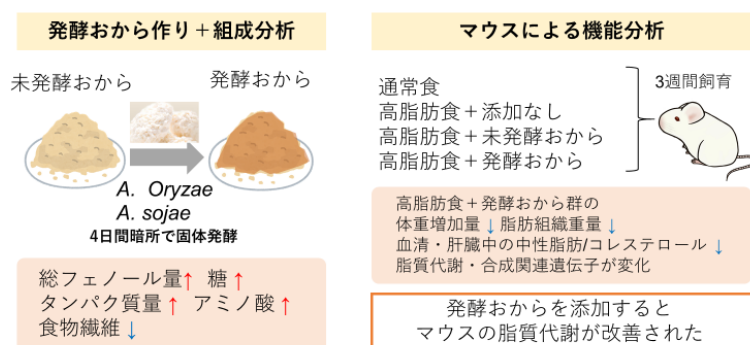 発酵おから作り＋組成分析
未発酵おから
発酵おから
A. Oryzae
A. sojae
4日間暗所で固体発酵
総フェノール量↑ 糖↑
タンパク質量↑ アミノ酸↑
食物繊維↓
マウスによる機能分析
通常食
高脂肪食＋添加なし
高脂肪食＋未発酵おから
高脂肪食＋発酵おから
3週間飼育
高脂肪食＋発酵おから群の
体重増加量↓脂肪組織重量↓
血清・肝臓中の中性脂肪/コレステロール↓
脂質代謝・合成関連遺伝子が変化
発酵おからを添加すると
マウスの脂質代謝が改善された